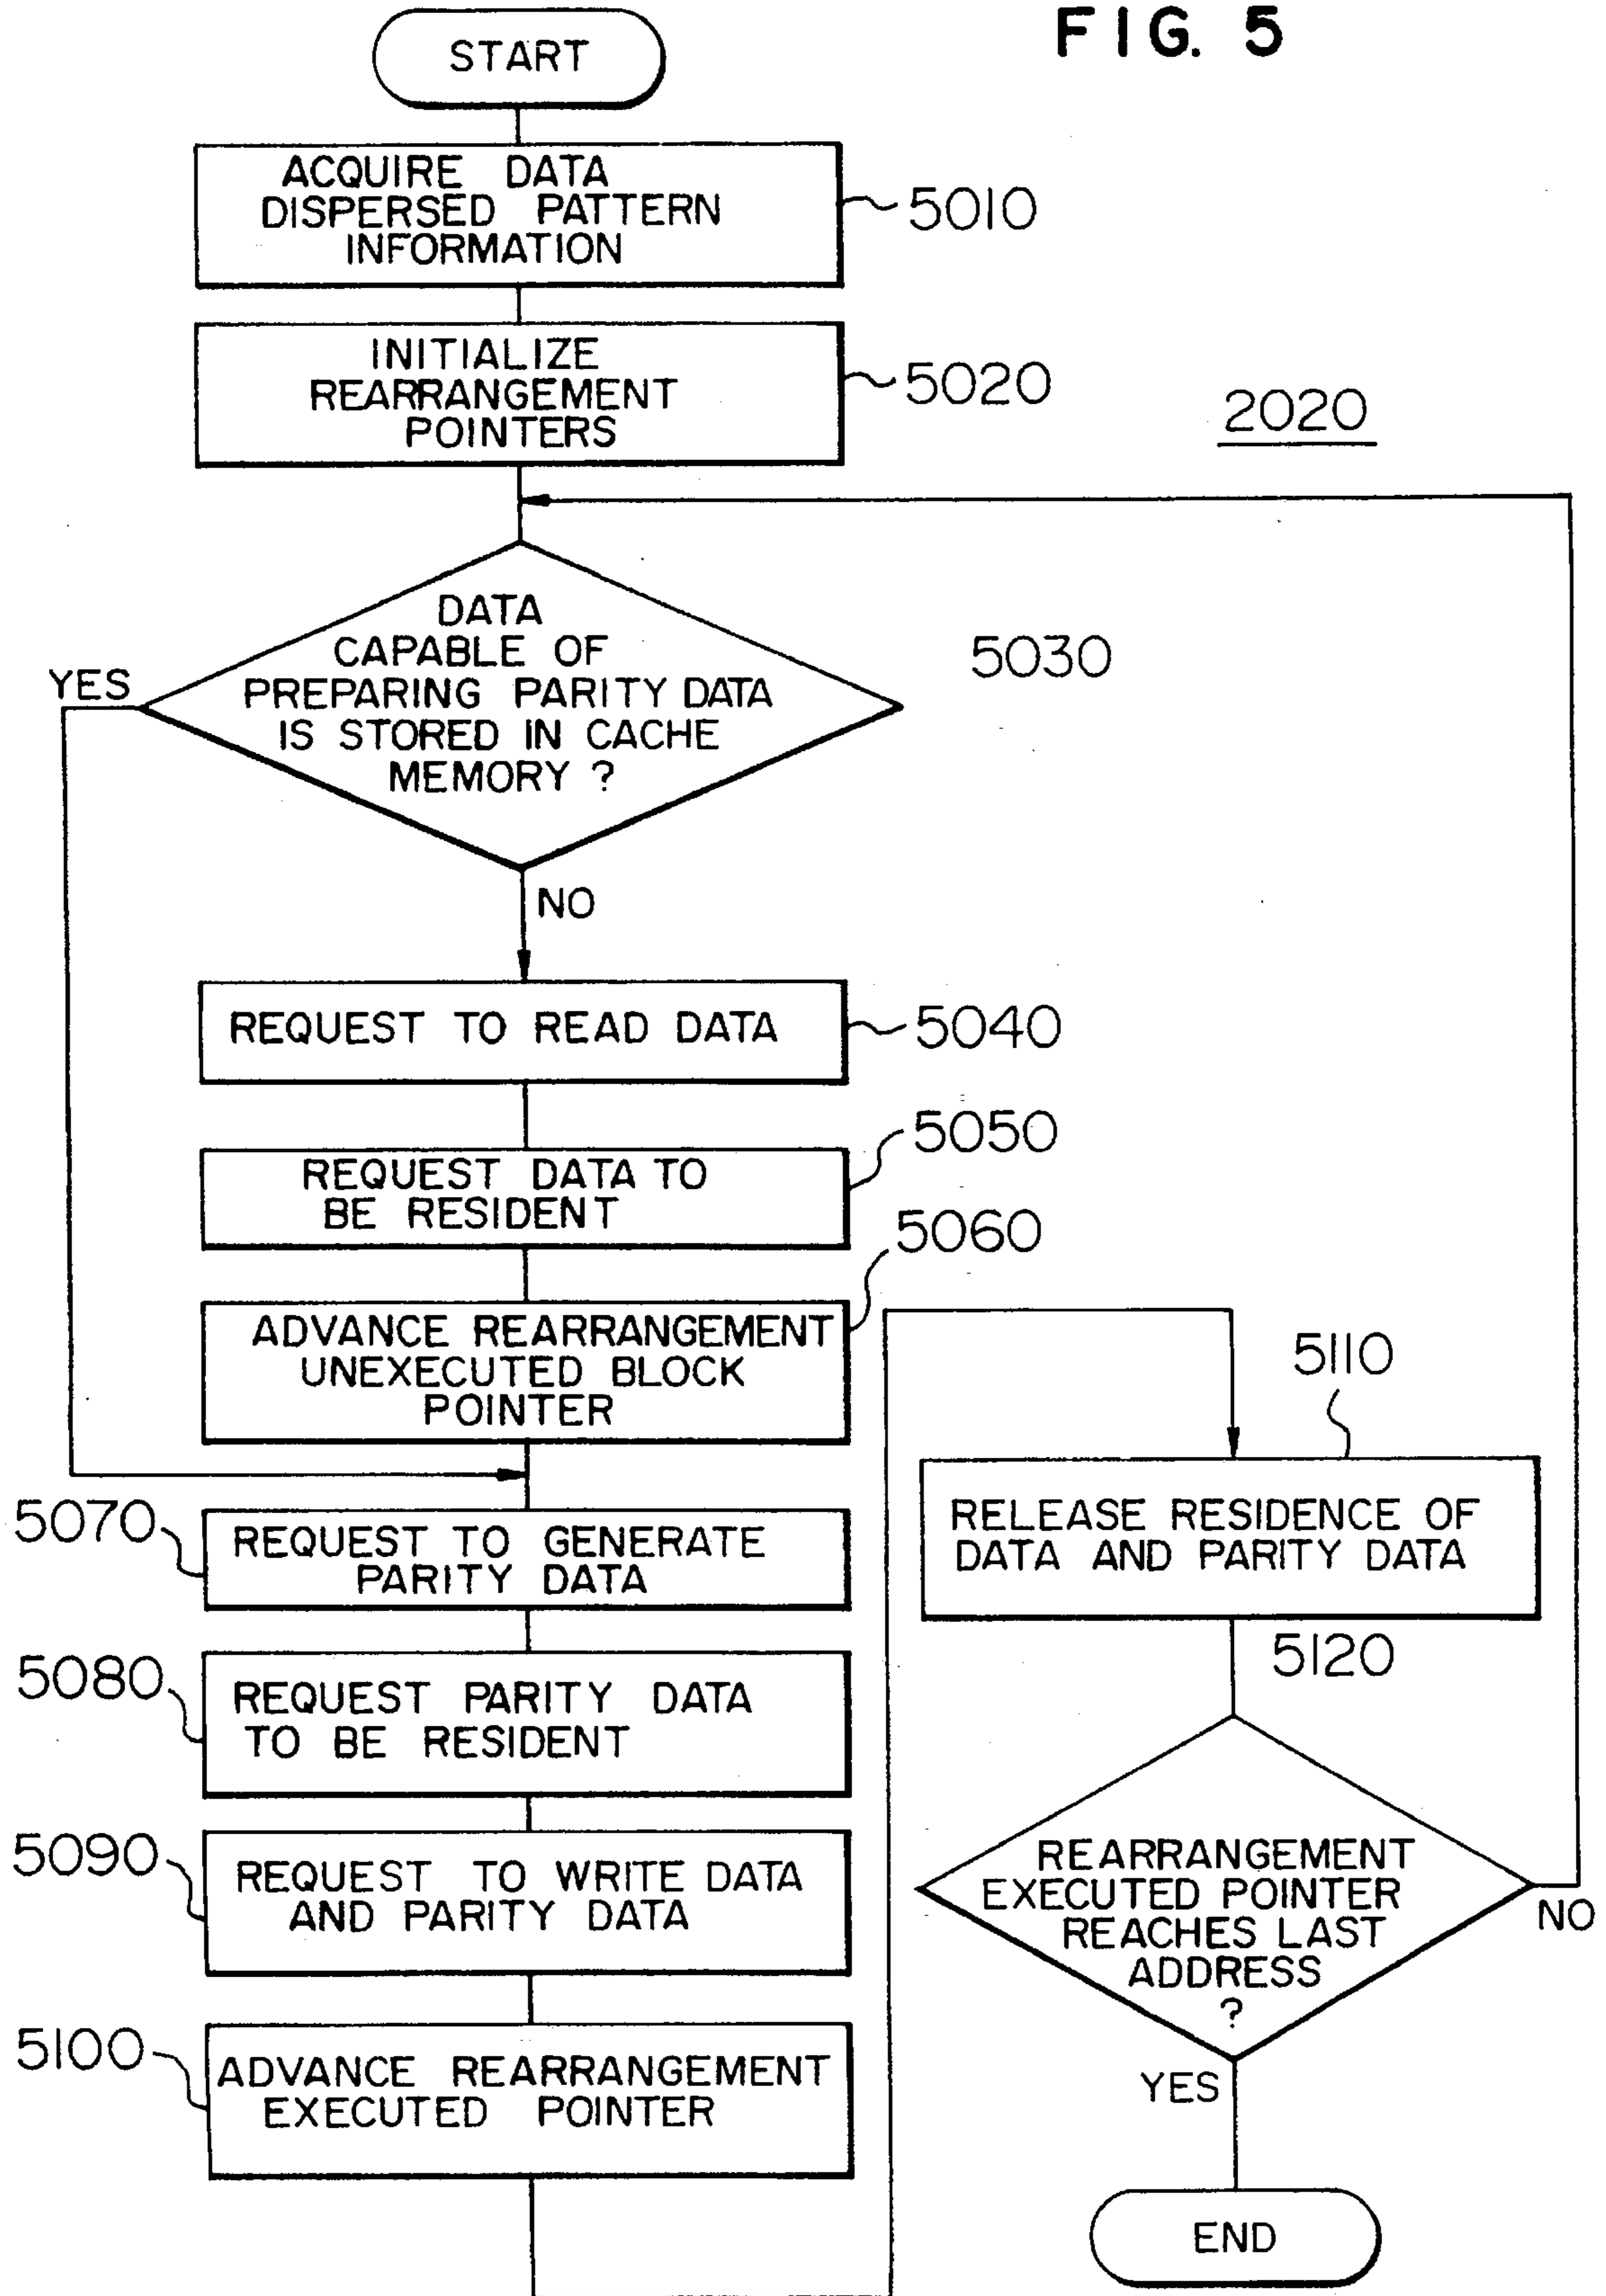 FIG. 5
START
ACQUIRE DATA
DISPERSED PATTERN
INFORMATION
5010
INITIALIZE
REARRANGEMENT
POINTERS
5020
2020
DATA
CAPABLE OF
PREPARING PARITY DATA
IS STORED IN CACHE
MEMORY ?
5030
YES
NO
REQUEST TO READ DATA
5040
REQUEST DATA TO
BE RESIDENT
5050
ADVANCE REARRANGEMENT
UNEXECUTED BLOCK
POINTER
5060
5070
REQUEST TO GENERATE
PARITY DATA
5080
REQUEST PARITY DATA
TO BE RESIDENT
5090
REQUEST TO WRITE DATA
AND PARITY DATA
5100
ADVANCE REARRANGEMENT
EXECUTED POINTER
5110
RELEASE RESIDENCE OF
DATA AND PARITY DATA
5120
REARRANGEMENT
EXECUTED POINTER
REACHES LAST
ADDRESS
?
NO
YES
END